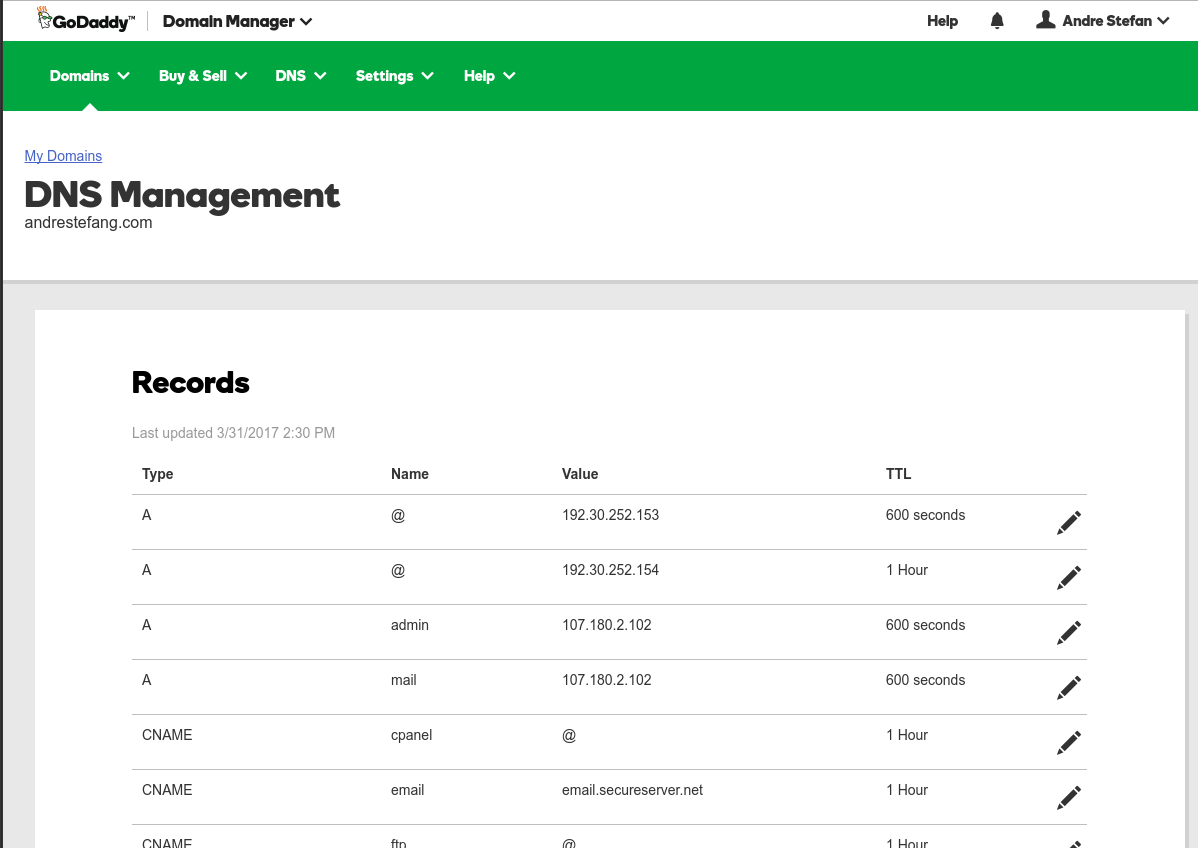 GoDaddy™ Domain Manager Help Andre Stefan
Domains Buy & Sell DNS Settings Help
My Domains
DNS Management
andrestefang.com
Records
Last updated 3/31/2017 2:30 PM
Type Name Value TTL
A @ 192.30.252.153 600 seconds
A @ 192.30.252.154 1 Hour
A admin 107.180.2.102 600 seconds
A mail 107.180.2.102 600 seconds
CNAME cpanel @ 1 Hour
CNAME email email.secureserver.net 1 Hour
CNAME ftp @ 1 Hour